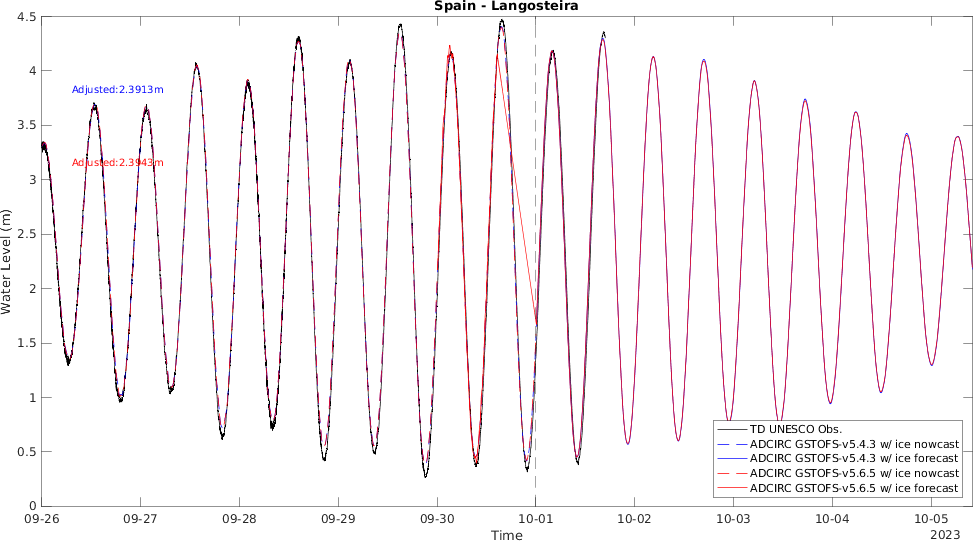 Spain - Langosteira
4.5
4
3.5
3
2.5
2
1.5
1
0.5
0
Water Level (m)
Adjusted:2.3913m
Adjusted:2.3943m
TD UNESCO Obs.
ADCIRC GSTOFS-v5.4.3 w/ ice nowcast
ADCIRC GSTOFS-v5.4.3 w/ ice forecast
ADCIRC GSTOFS-v5.6.5 w/ ice nowcast
ADCIRC GSTOFS-v5.6.5 w/ ice forecast
09-26 09-27 09-28 09-29 09-30 10-01 10-02 10-03 10-04 10-05
Time
2023